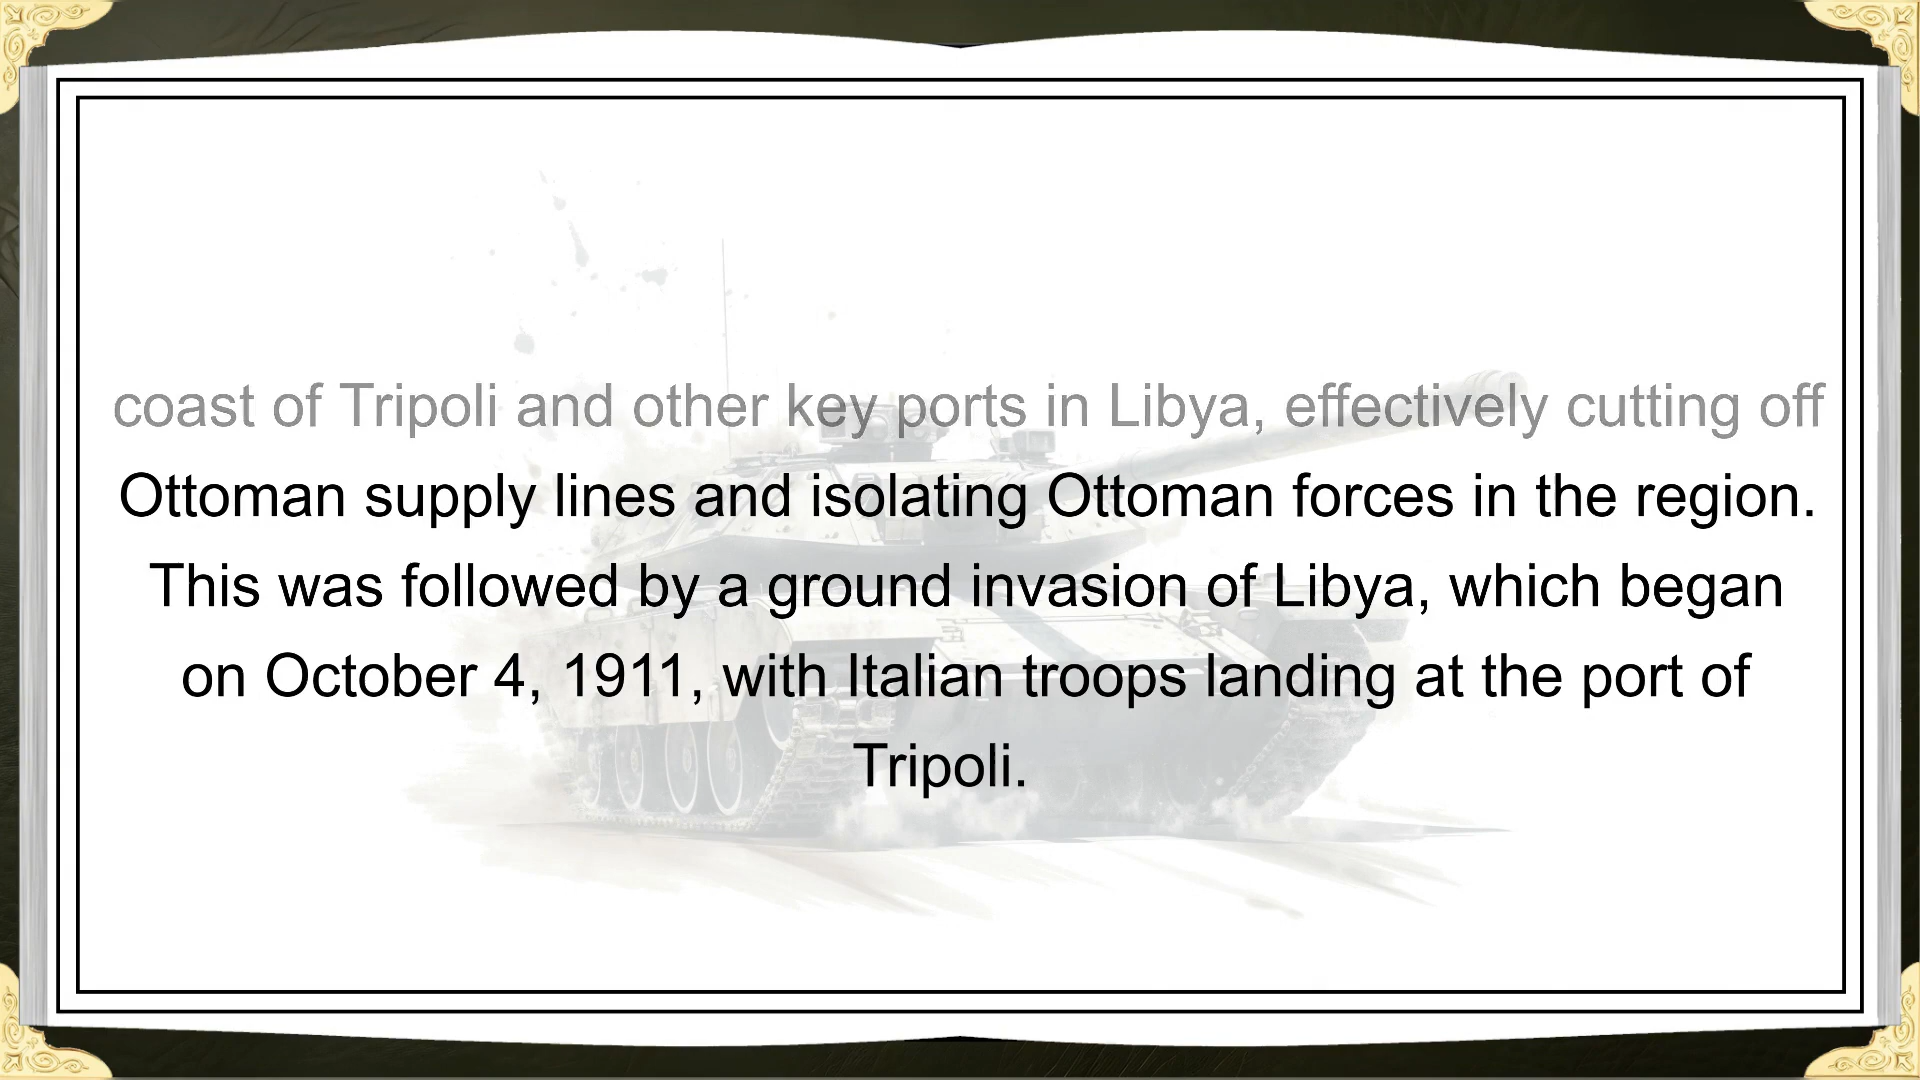 coast of Tripoli and other key ports in Libya, effectively cutting off
Ottoman supply lines and isolating Ottoman forces in the region.
This was followed by a ground invasion of Libya, which began
on October 4, 1911, with Italian troops landing at the port of
Tripoli.